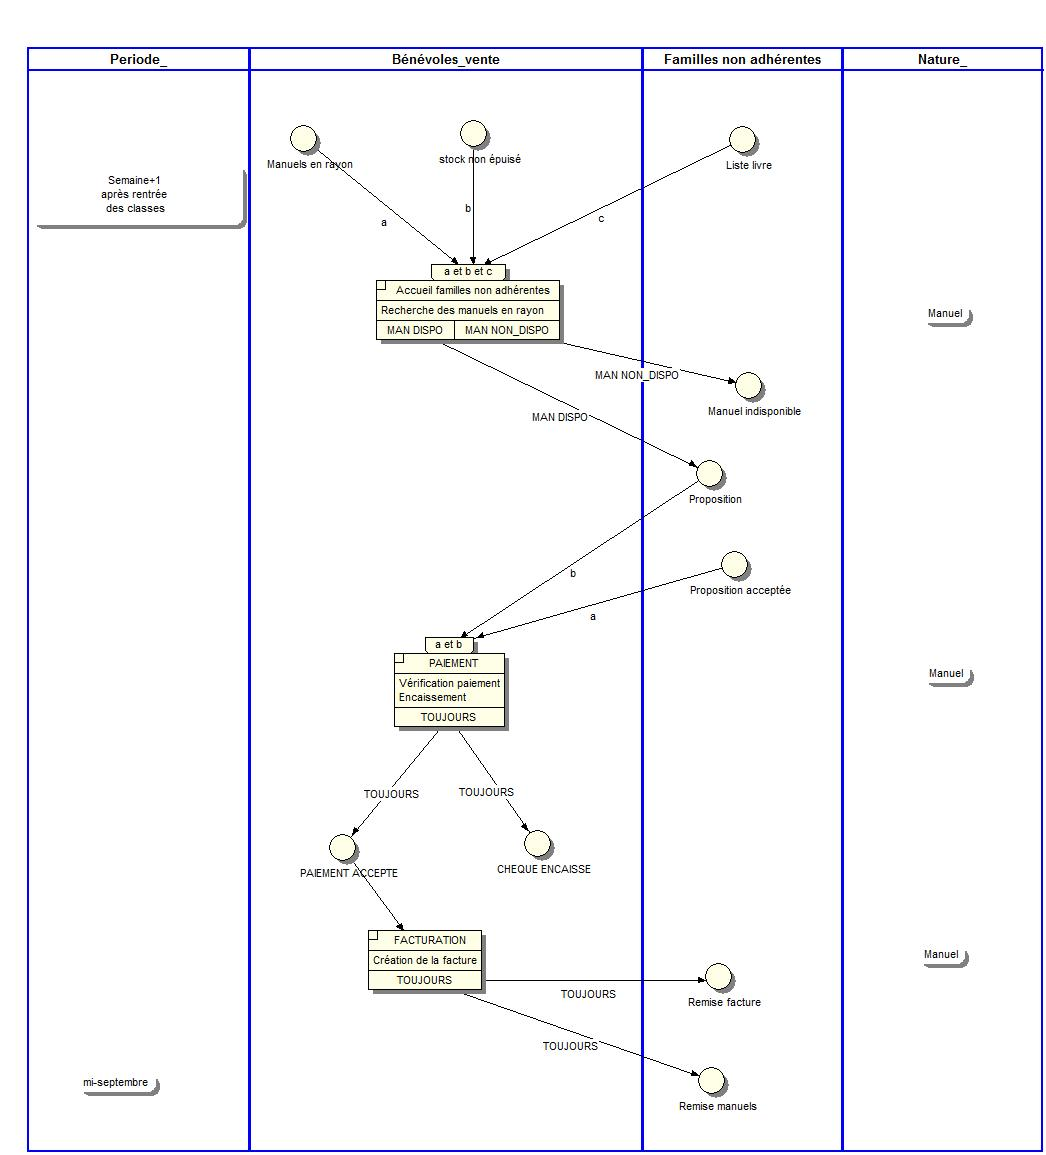 Periode_
Bénévoles_vente
Familles non adhérentes
Nature_
Manuels en rayon
stock non épuisé
Liste livre
Semaine+1
après rentrée
des classes
a
b
c
a et b et c
Accueil familles non adhérentes
Recherche des manuels en rayon
MAN DISPO
MAN NON_DISPO
Manuel
MAN NON_DISPO
Manuel indisponible
MAN DISPO
Proposition
b
Proposition acceptée
a
a et b
PAIEMENT
Vérification paiement
Encaissement
TOUJOURS
Manuel
TOUJOURS
TOUJOURS
PAIEMENT ACCEPTE
CHEQUE ENCAISSE
FACTURATION
Création de la facture
TOUJOURS
Manuel
TOUJOURS
Remise facture
TOUJOURS
mi-septembre
Remise manuels